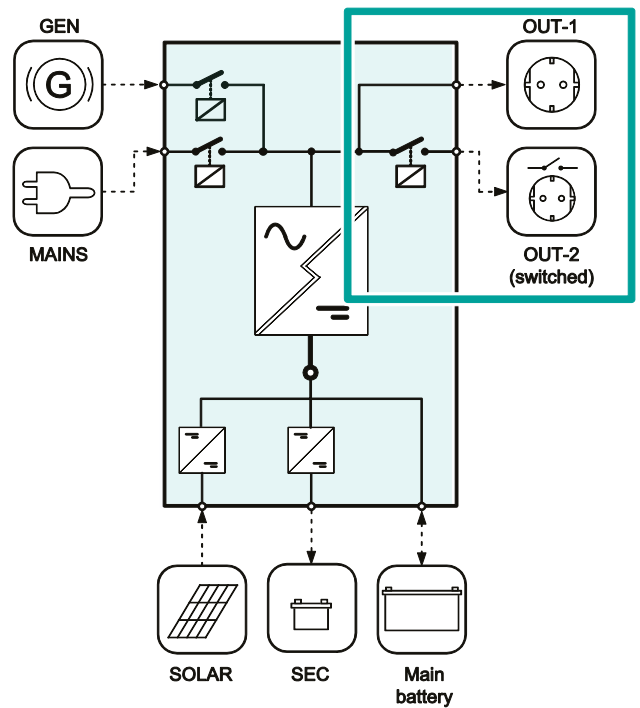 GEN
OUT-1
G
MAINS
OUT-2
(switched)
SOLAR
SEC
Main
battery